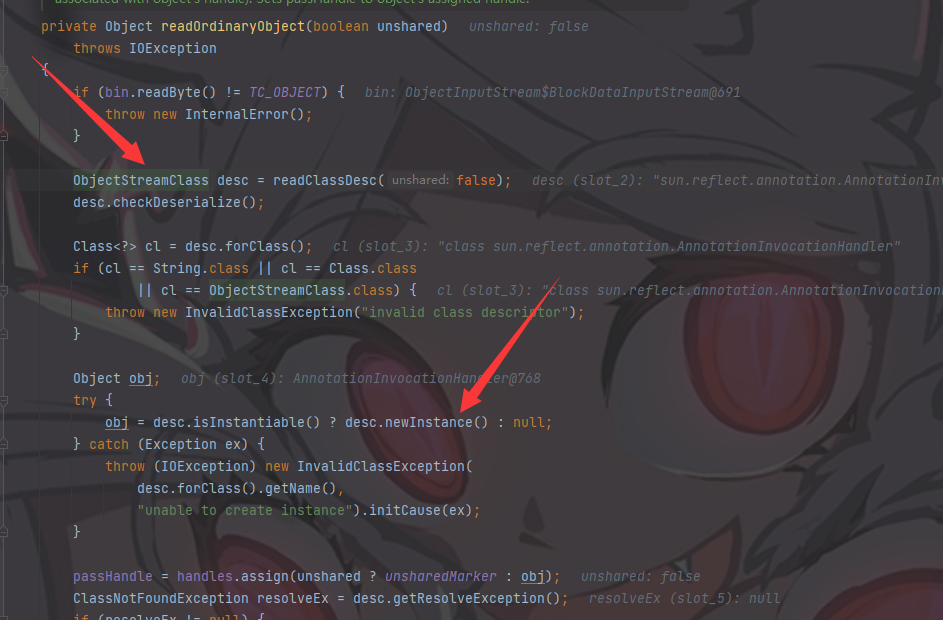 associated with Object's handle). Sets passHandle to Object's assigned handle.
private Object readOrdinaryObject(boolean unshared)   unshared: false
throws IOException
{
if (bin.readByte() != TC_OBJECT) {   bin: ObjectInputStream$BlockDataInputStream@691
throw new InternalError();
}
ObjectStreamClass desc = readClassDesc( unshared: false);   desc (slot_2): "sun.reflect.annotation.AnnotationInv
desc.checkDeserialize();
Class<?> cl = desc.forClass();   cl (slot_3): "class sun.reflect.annotation.AnnotationInvocationHandler"
if (cl == String.class || cl == Class.class
|| cl == ObjectStreamClass.class) {   cl (slot_3): "class sun.reflect.annotation.AnnotationInvocation
throw new InvalidClassException("invalid class descriptor");
}
Object obj;   obj (slot_4): AnnotationInvocationHandler@768
try {
obj = desc.isInstantiable() ? desc.newInstance() : null;
} catch (Exception ex) {
throw (IOException) new InvalidClassException(
desc.forClass().getName(),
"unable to create instance").initCause(ex);
}
passHandle = handles.assign(unshared ? unsharedMarker : obj);   unshared: false
ClassNotFoundException resolveEx = desc.getResolveException();   resolveEx (slot_5): null
if (resolveEx != null) {